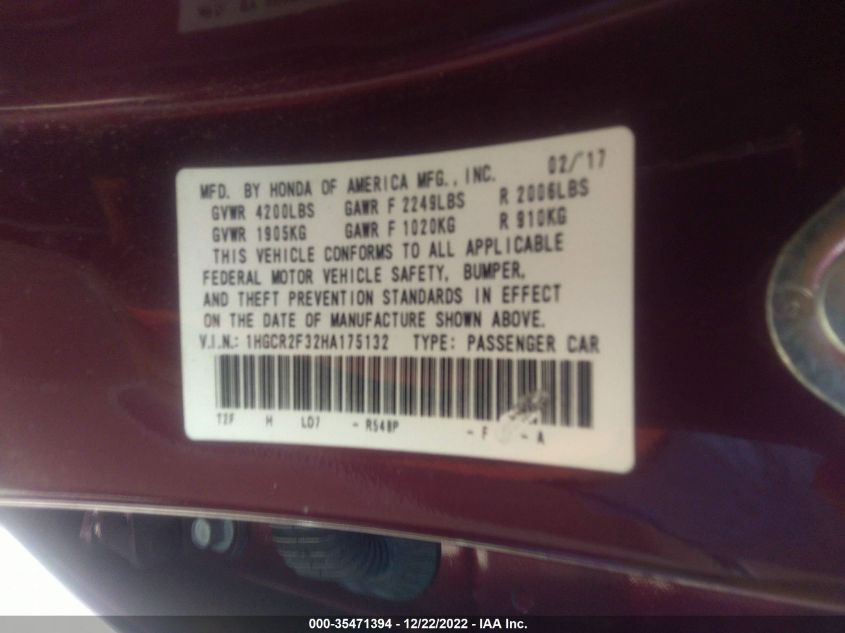 MFD. BY HONDA OF AMERICA MFG., INC. 02/'17
GVWR 4200LBS GAWR F 2249LBS R 2006LBS
GVWR 1905KG GAWR F 1020KG R 910KG
THIS VEHICLE CONFORMS TO ALL APPLICABLE
FEDERAL MOTOR VEHICLE SAFETY, BUMPER,
AND THEFT PREVENTION STANDARDS IN EFFECT
ON THE DATE OF MANUFACTURE SHOWN ABOVE.
V.I.N.: 1HGCR2F32HA175132 TYPE: PASSENGER CAR
T2F H LD7 - R548P - F - A
000-35471394 - 12/22/2022 - IAA Inc.